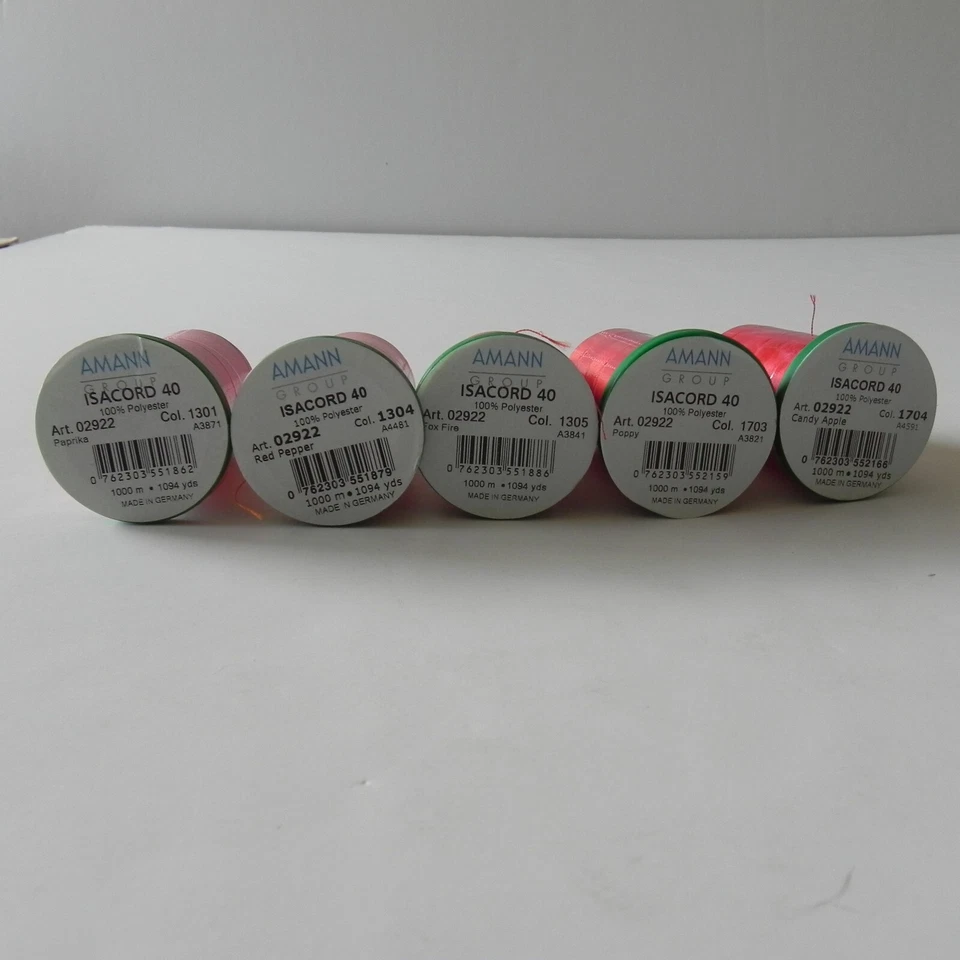 AMANN
GROUP
ISACORD 40
100% Polyester
Art. 02922 Col. 1301
Paprika A3871
0 762303 551862
1000 m • 1094 yds
MADE IN GERMANY
AMANN
GROUP
ISACORD 40
100% Polyester
Art. 02922 Col. 1304
Red Pepper A4481
0 762303 551879
1000 m • 1094 yds
MADE IN GERMANY
AMANN
GROUP
ISACORD 40
100% Polyester
Art. 02922 Col. 1305
Fox Fire A3841
0 762303 551886
1000 m • 1094 yds
MADE IN GERMANY
AMANN
GROUP
ISACORD 40
100% Polyester
Art. 02922 Col. 1703
Poppy A3821
0 762303 552159
1000 m • 1094 yds
MADE IN GERMANY
AMANN
GROUP
ISACORD 40
100% Polyester
Art. 02922 Col. 1704
Candy Apple A4591
0 762303 552166
1000 m • 1094 yds
MADE IN GERMANY